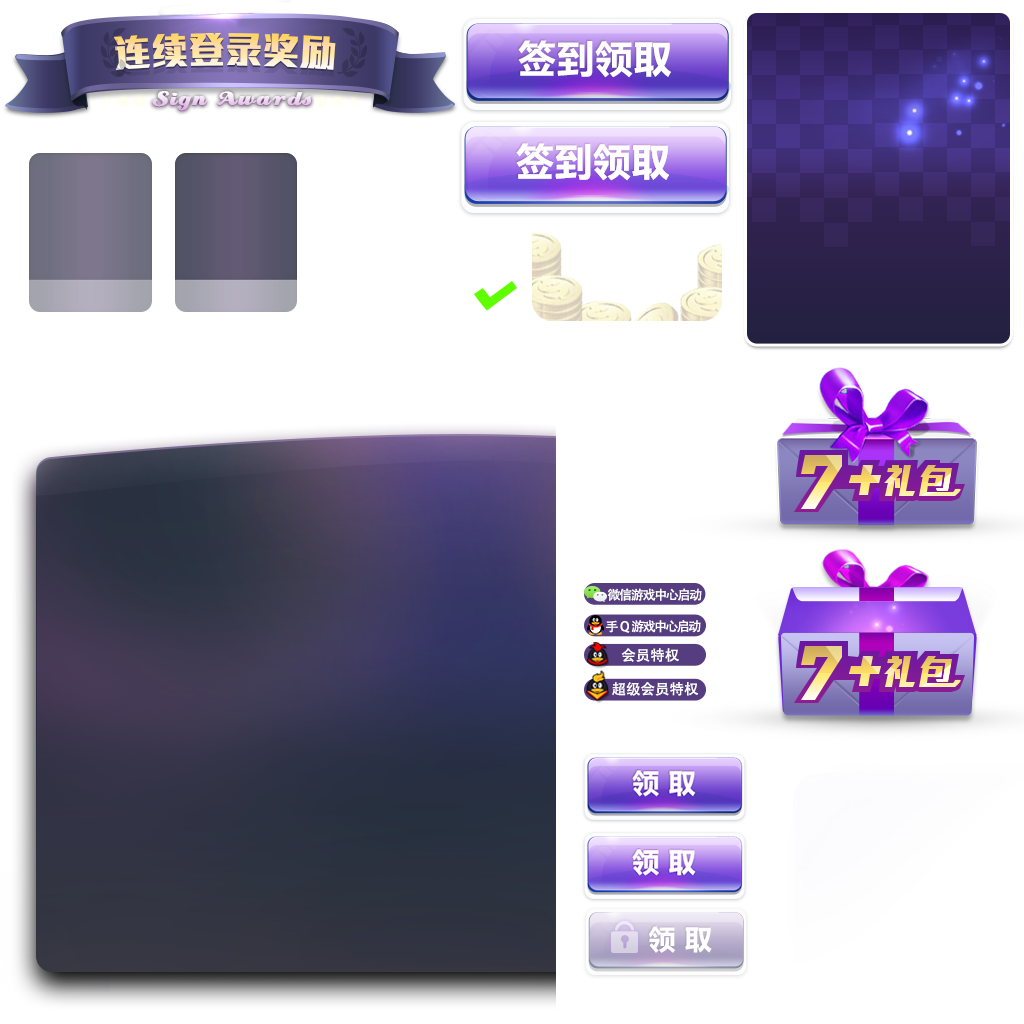 连续登录奖励
Sign Awards
签到领取
签到领取
7+礼包
微信游戏中心启动
手Q游戏中心启动
会员特权
超级会员特权
7+礼包
领取
领取
领取